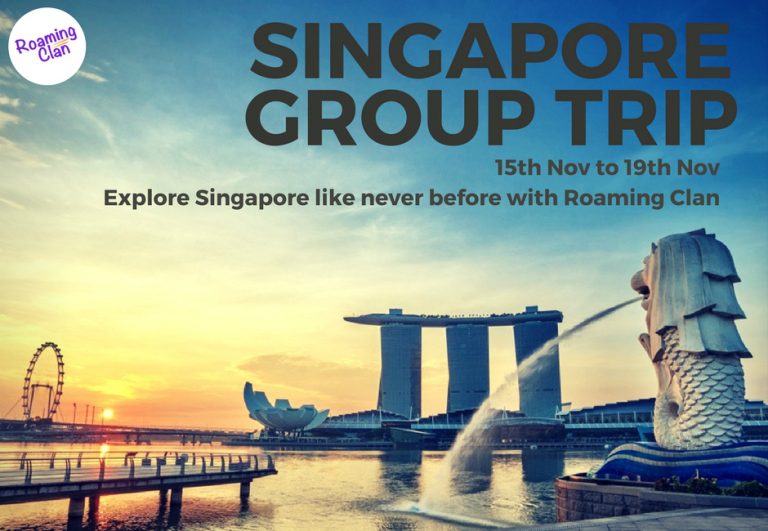 Roaming
Clan
SINGAPORE
GROUP TRIP
15th Nov to 19th Nov
Explore Singapore like never before with Roaming Clan